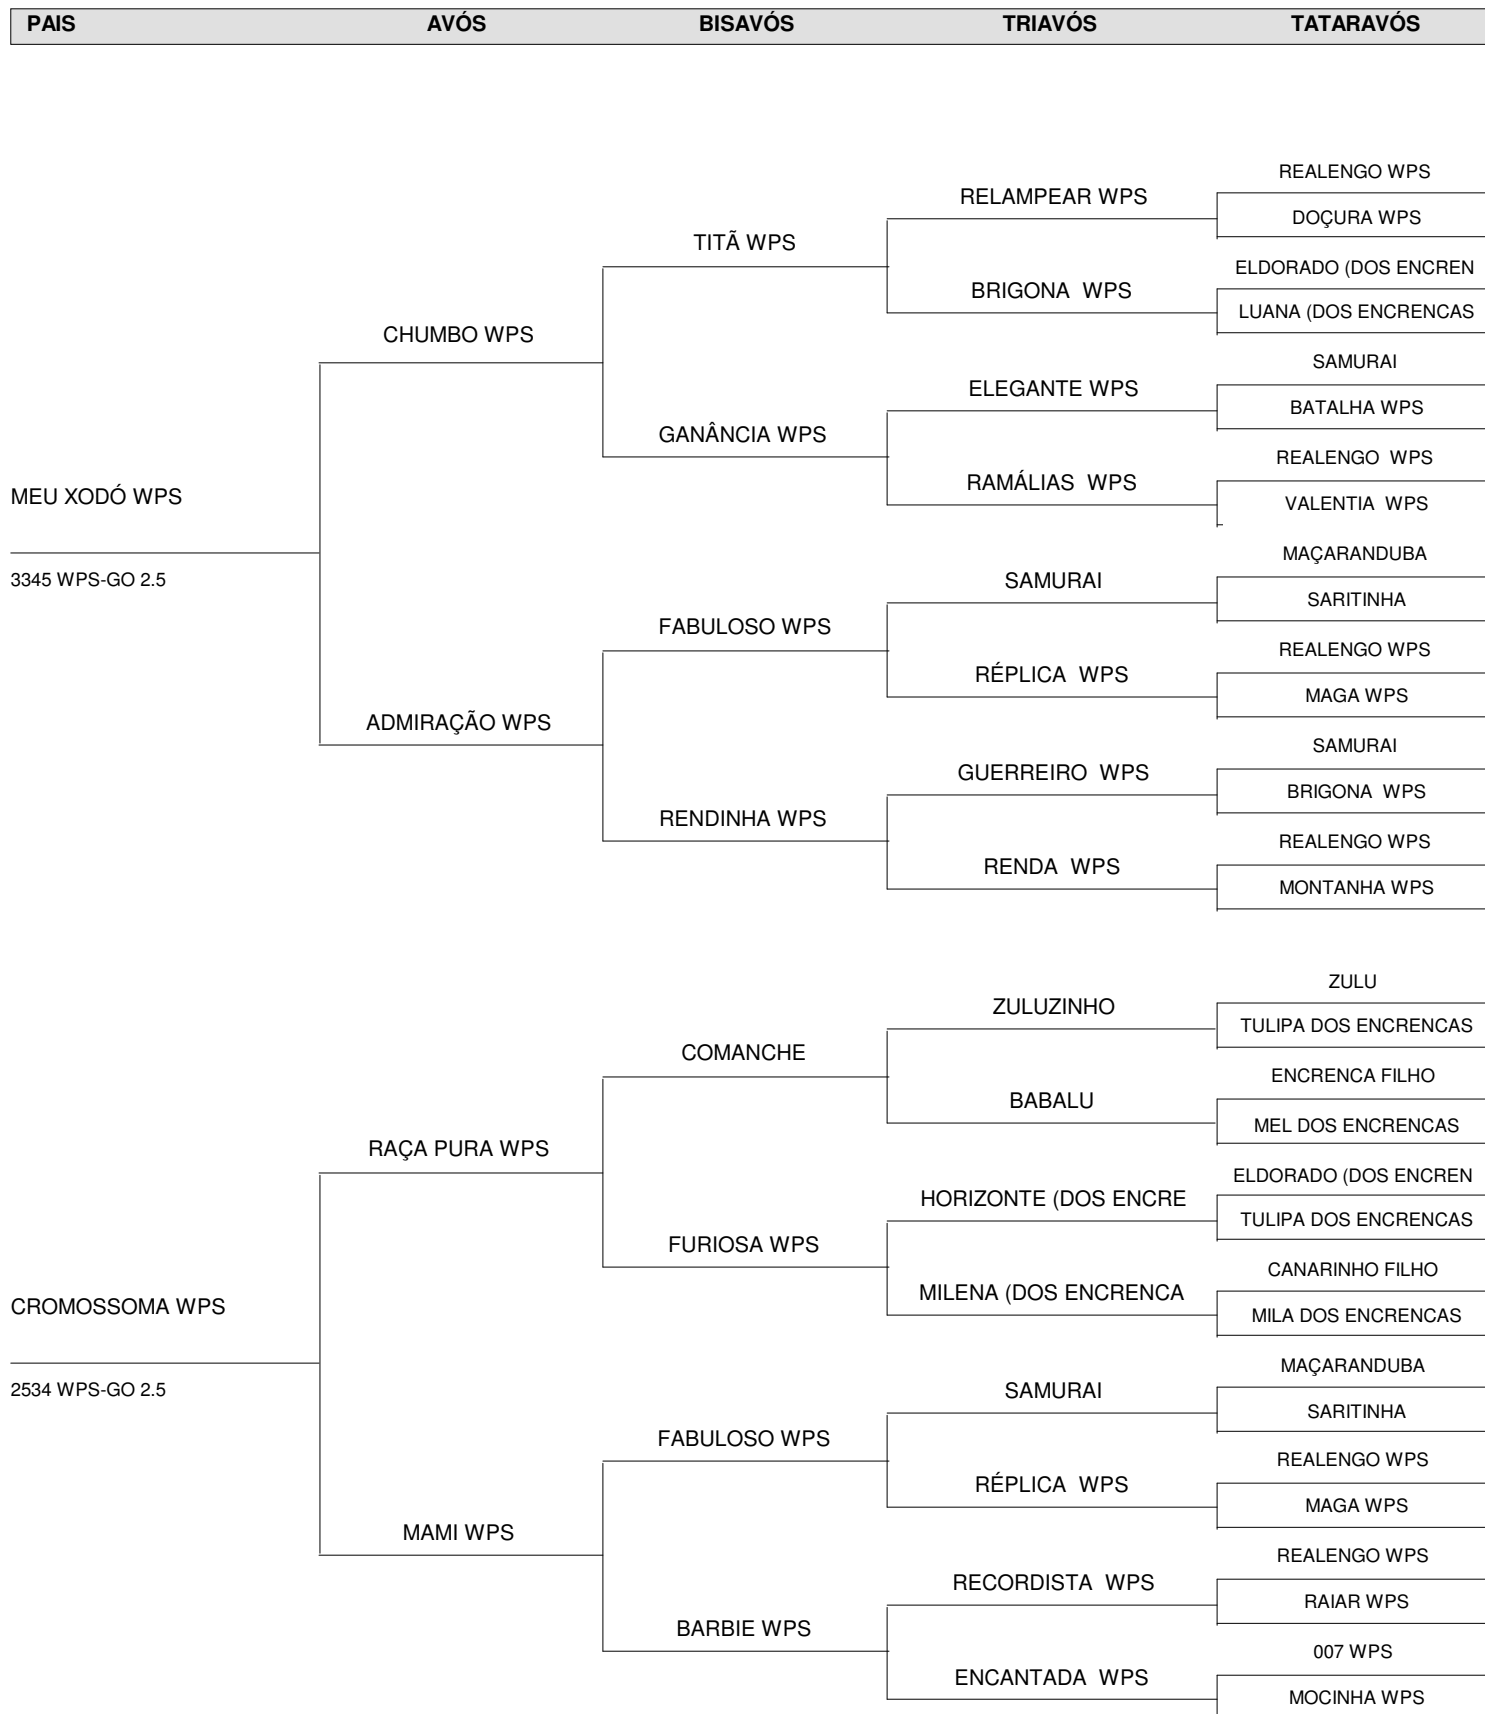 PAIS AVÓS BISAVÓS TRIAVÓS TATARAVÓS
REALENGO WPS
RELAMPEAR WPS
DOÇURA WPS
TITÃ WPS
ELDORADO (DOS ENCREN
BRIGONA WPS
LUANA (DOS ENCRENCAS
CHUMBO WPS
SAMURAI
ELEGANTE WPS
BATALHA WPS
GANÂNCIA WPS
REALENGO WPS
RAMÁLIAS WPS
MEU XODÓ WPS
VALENTIA WPS
MAÇARANDUBA
3345 WPS-GO 2.5
SAMURAI
SARITINHA
FABULOSO WPS
REALENGO WPS
RÉPLICA WPS
MAGA WPS
ADMIRAÇÃO WPS
SAMURAI
GUERREIRO WPS
BRIGONA WPS
RENDINHA WPS
REALENGO WPS
RENDA WPS
MONTANHA WPS
ZULU
ZULUZINHO
TULIPA DOS ENCRENCAS
COMANCHE
ENCRENCA FILHO
BABALU
MEL DOS ENCRENCAS
RAÇA PURA WPS
ELDORADO (DOS ENCREN
HORIZONTE (DOS ENCRE
TULIPA DOS ENCRENCAS
FURIOSA WPS
CANARINHO FILHO
MILENA (DOS ENCRENCA
CROMOSSOMA WPS
MILA DOS ENCRENCAS
MAÇARANDUBA
2534 WPS-GO 2.5
SAMURAI
SARITINHA
FABULOSO WPS
REALENGO WPS
RÉPLICA WPS
MAGA WPS
MAMI WPS
REALENGO WPS
RECORDISTA WPS
RAIAR WPS
BARBIE WPS
007 WPS
ENCANTADA WPS
MOCINHA WPS